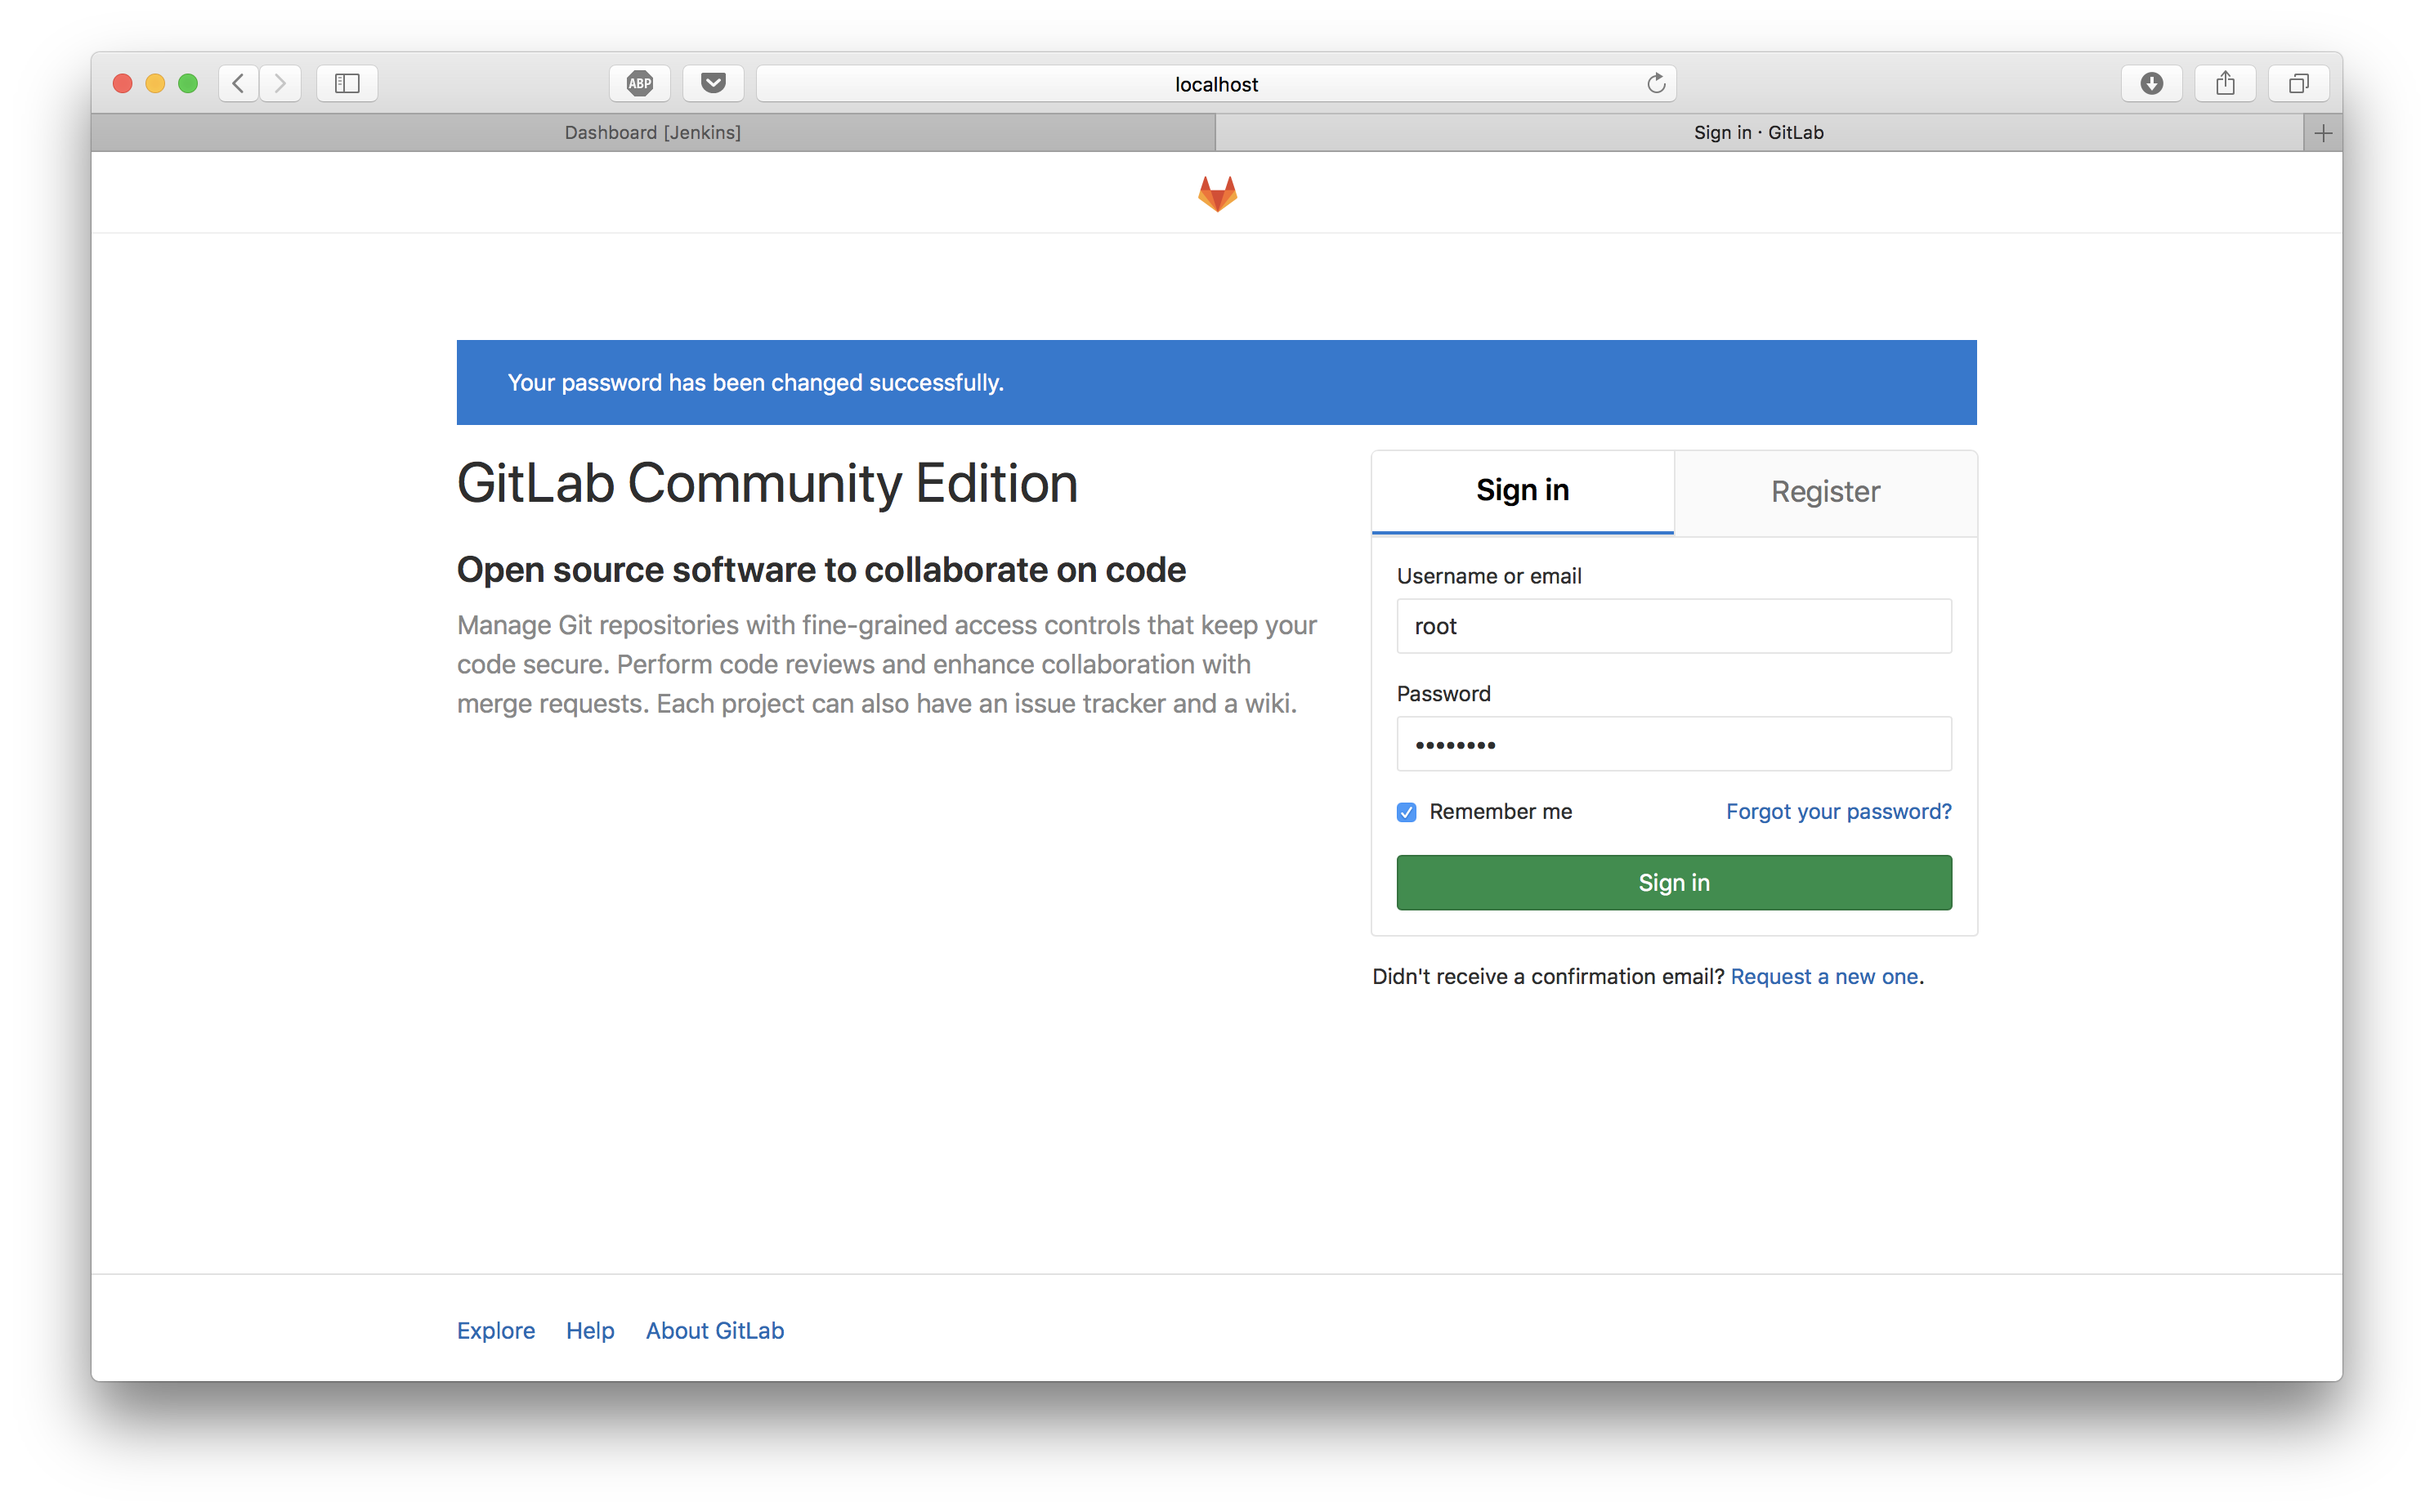 ABP
localhost
Dashboard [Jenkins]
Sign in · GitLab
Your password has been changed successfully.
GitLab Community Edition
Open source software to collaborate on code
Manage Git repositories with fine-grained access controls that keep your
code secure. Perform code reviews and enhance collaboration with
merge requests. Each project can also have an issue tracker and a wiki.
Sign in
Register
Username or email
root
Password
••••••••
Remember me
Forgot your password?
Sign in
Didn't receive a confirmation email? Request a new one.
Explore
Help
About GitLab